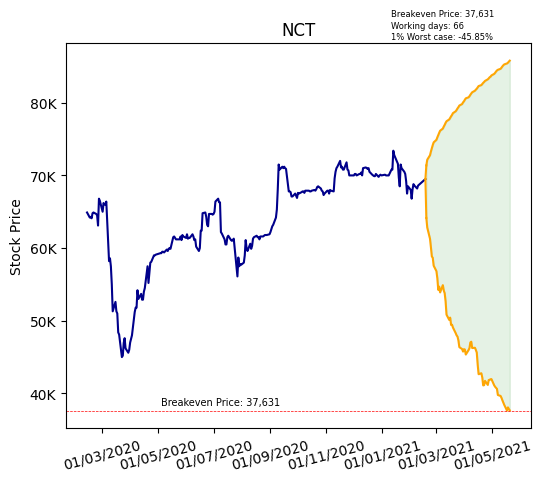 Breakeven Price: 37,631
Working days: 66
1% Worst case: -45.85%
NCT
Stock Price
80K
70K
60K
50K
40K
Breakeven Price: 37,631
01/03/2020
01/05/2020
01/07/2020
01/09/2020
01/11/2020
01/01/2021
01/03/2021
01/05/2021